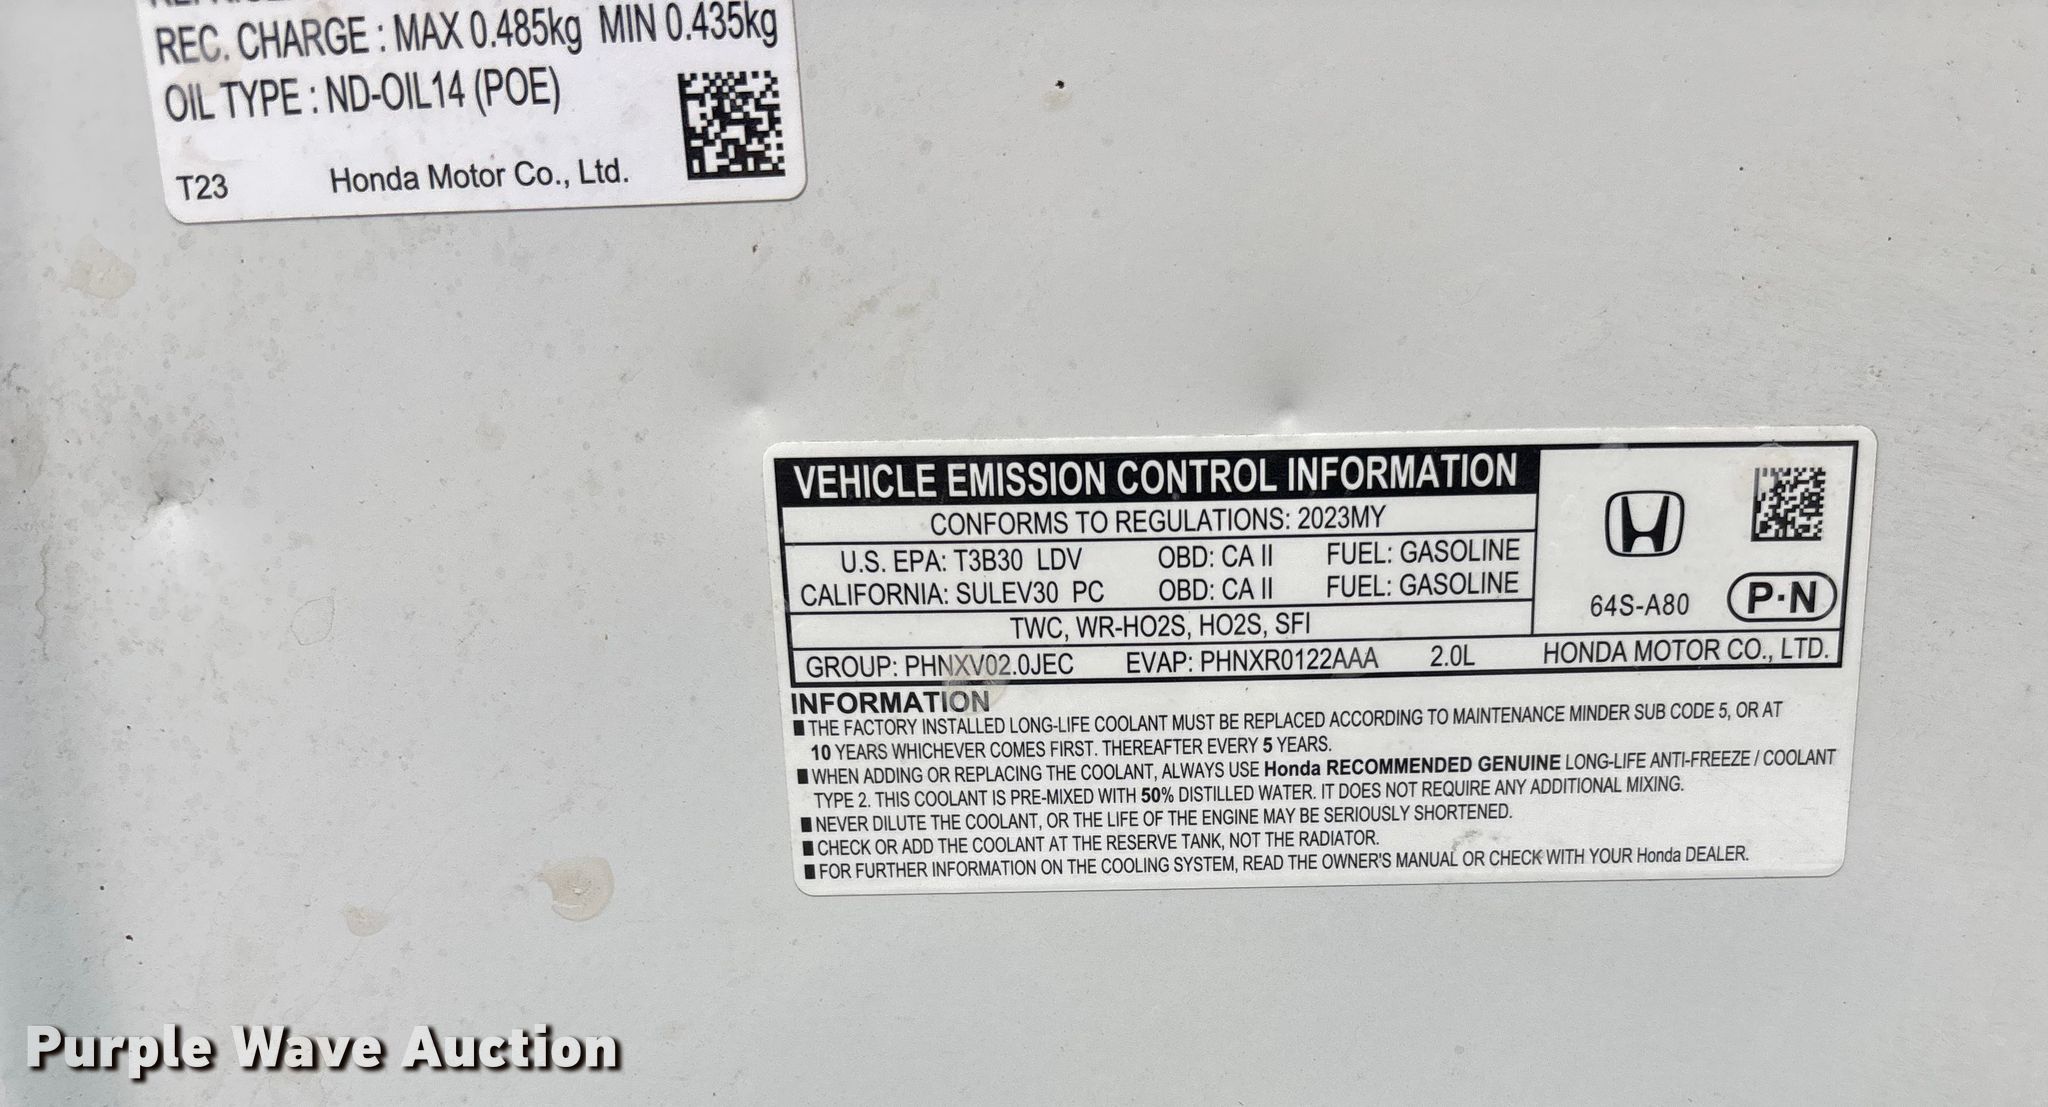 REC. CHARGE : MAX 0.485kg MIN 0.435kg
OIL TYPE : ND-OIL14 (POE)
T23 Honda Motor Co., Ltd.
VEHICLE EMISSION CONTROL INFORMATION
CONFORMS TO REGULATIONS: 2023MY
U.S. EPA: T3B30 LDV OBD: CA II FUEL: GASOLINE
CALIFORNIA: SULEV30 PC OBD: CA II FUEL: GASOLINE
64S-A80 P·N
TWC, WR-HO2S, HO2S, SFI
GROUP: PHNXV02.0JEC EVAP: PHNXR0122AAA 2.0L HONDA MOTOR CO., LTD.
INFORMATION
■ THE FACTORY INSTALLED LONG-LIFE COOLANT MUST BE REPLACED ACCORDING TO MAINTENANCE MINDER SUB CODE 5, OR AT
10 YEARS WHICHEVER COMES FIRST. THEREAFTER EVERY 5 YEARS.
■ WHEN ADDING OR REPLACING THE COOLANT, ALWAYS USE Honda RECOMMENDED GENUINE LONG-LIFE ANTI-FREEZE / COOLANT
TYPE 2. THIS COOLANT IS PRE-MIXED WITH 50% DISTILLED WATER. IT DOES NOT REQUIRE ANY ADDITIONAL MIXING.
■ NEVER DILUTE THE COOLANT, OR THE LIFE OF THE ENGINE MAY BE SERIOUSLY SHORTENED.
■ CHECK OR ADD THE COOLANT AT THE RESERVE TANK, NOT THE RADIATOR.
■ FOR FURTHER INFORMATION ON THE COOLING SYSTEM, READ THE OWNER'S MANUAL OR CHECK WITH YOUR Honda DEALER.
Purple Wave Auction